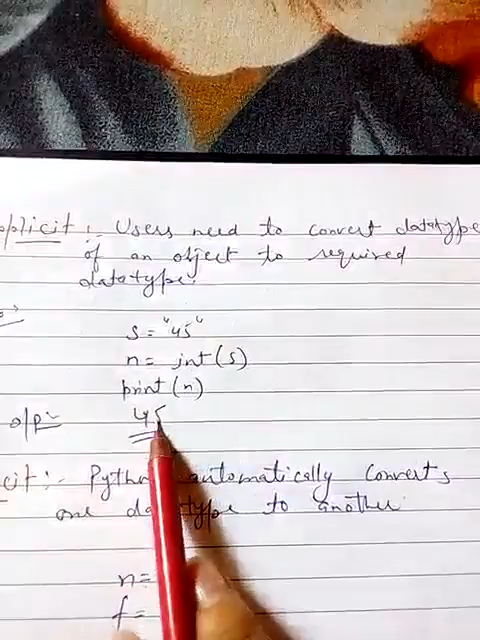 plicit :- Users need to convert datatype
of an object to required
datatype.
s = "45"
n = int(s)
print(n)
o/p:- 45
cit :- Python automatically converts
one datatype to another
n =
f =